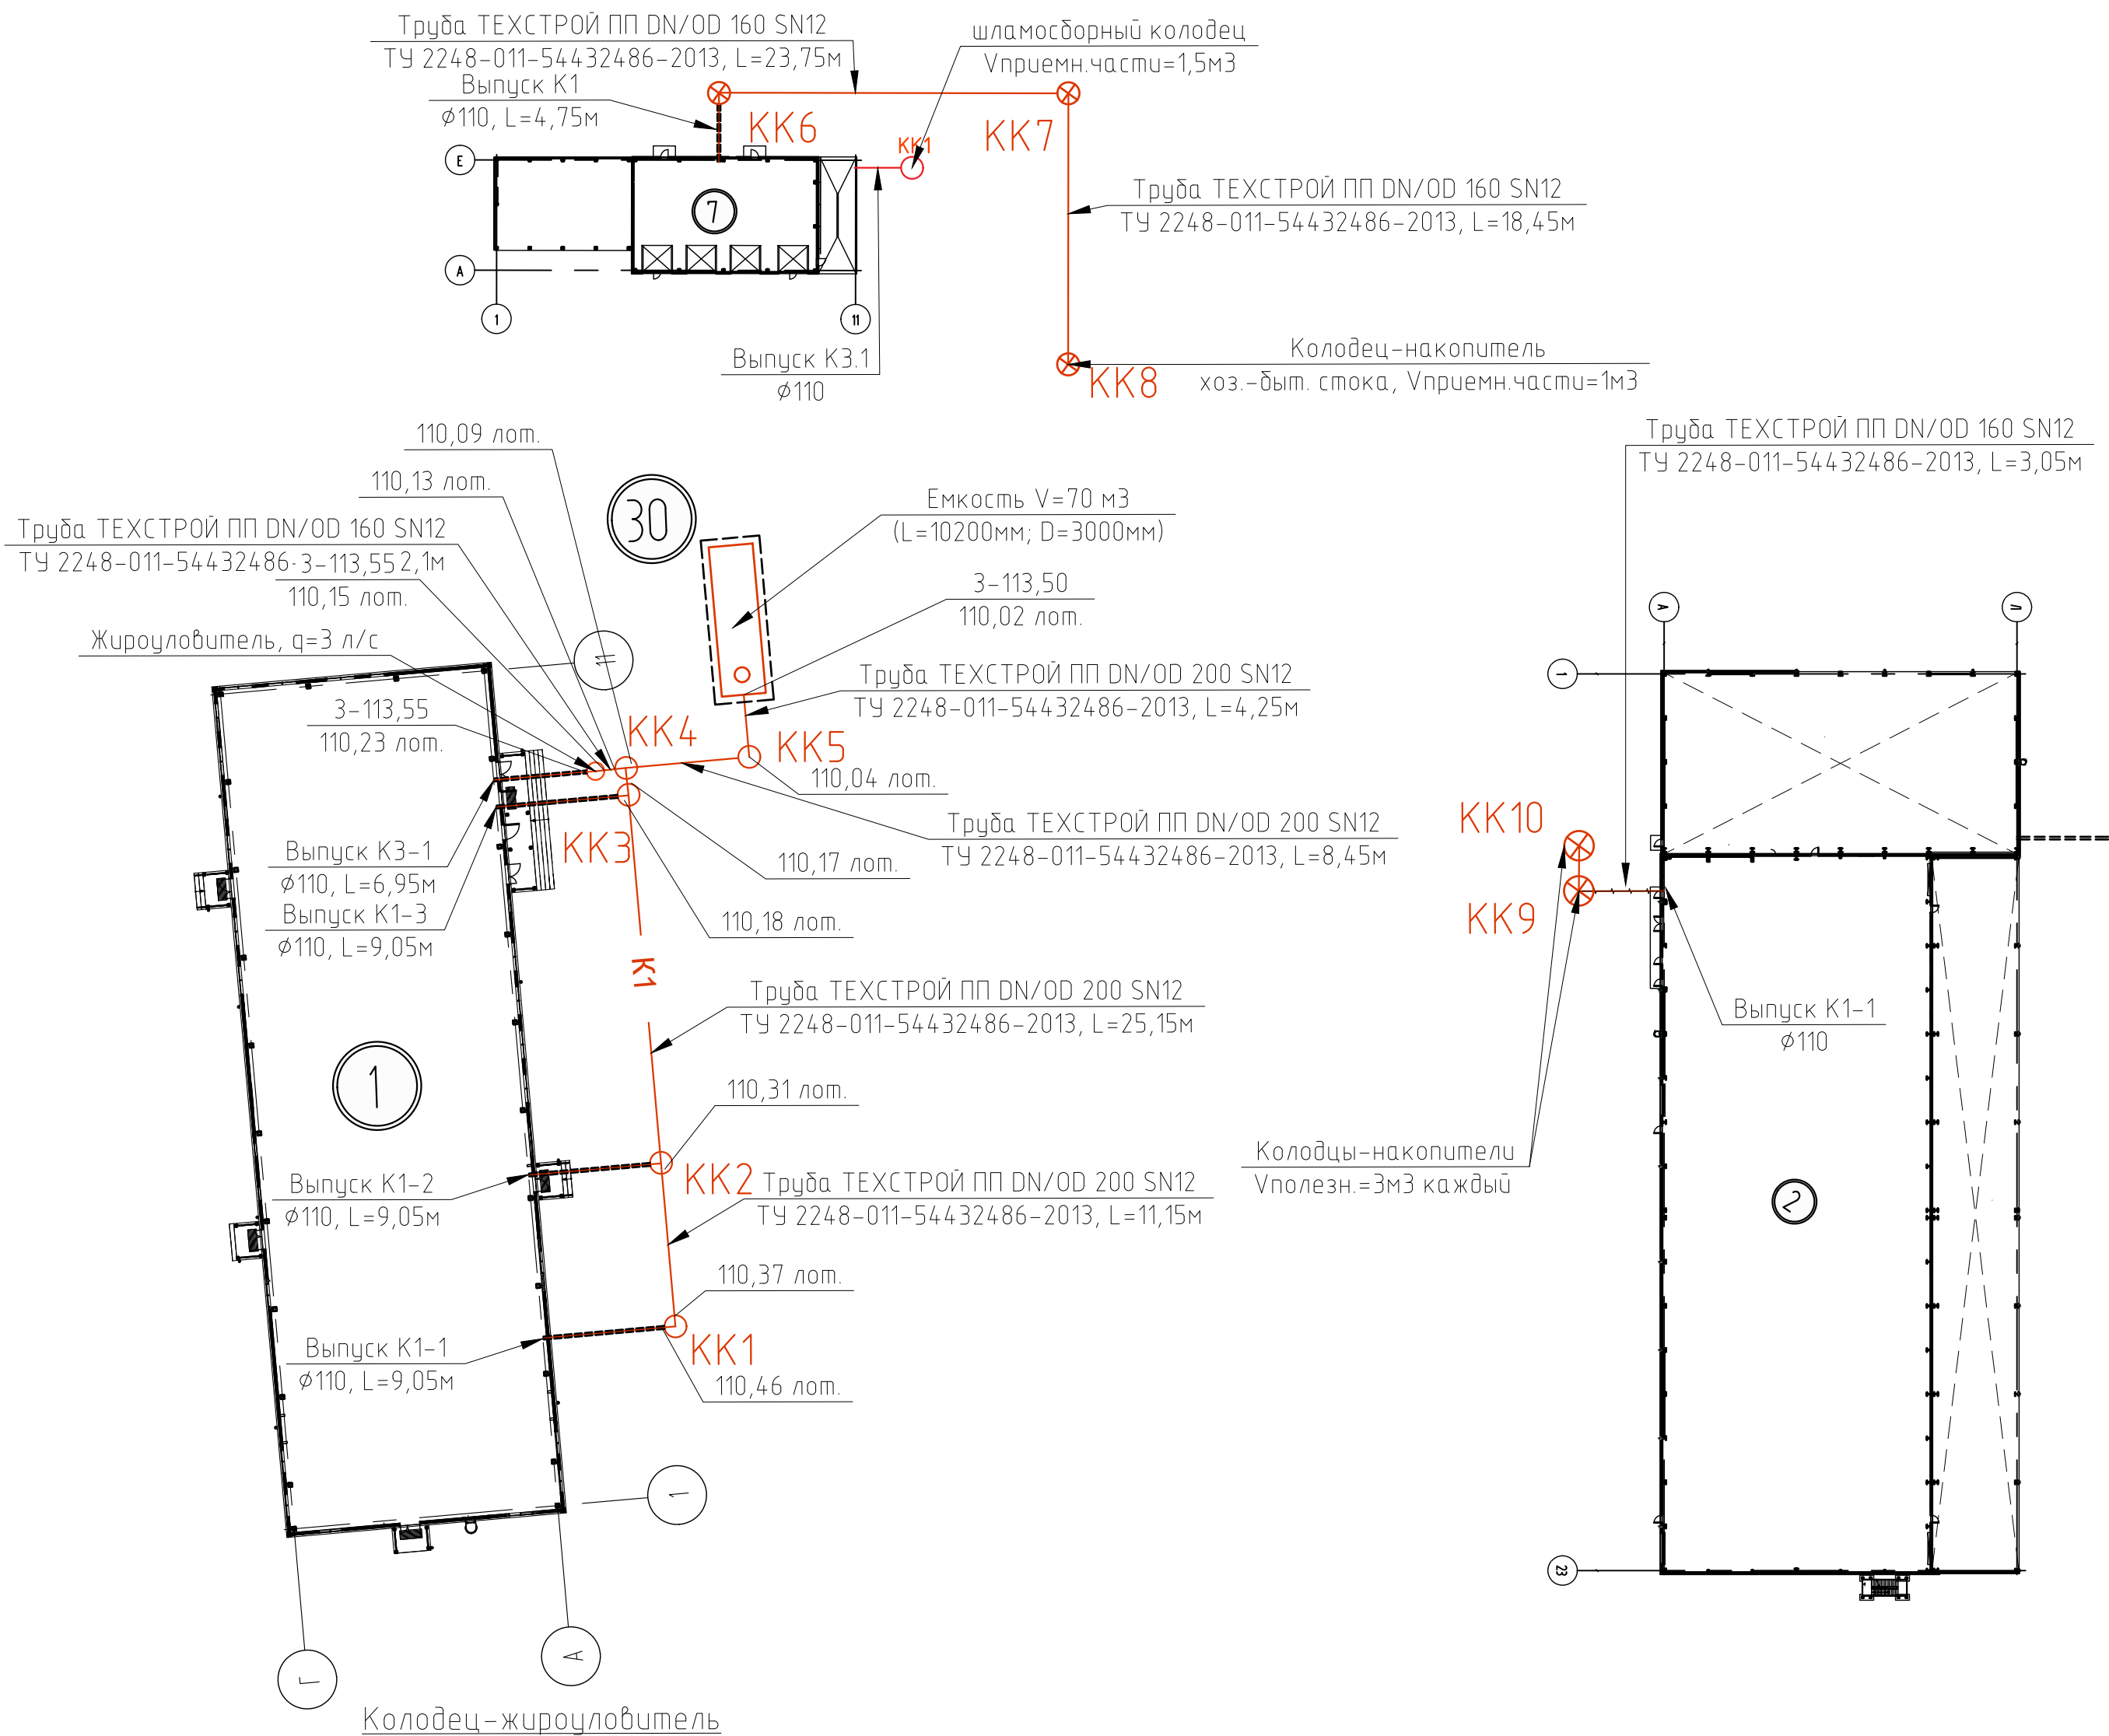 Труба ТЕХСТРОЙ ПП DN/OD 160 SN12
ТУ 2248-011-54432486-2013, L=23,75м
Выпуск К1
⌀110, L=4,75м
шламосборный колодец
Vприемн.части=1,5м3
КК6
КК7
КК1
Е
7
А
1
11
Труба ТЕХСТРОЙ ПП DN/OD 160 SN12
ТУ 2248-011-54432486-2013, L=18,45м
Выпуск К3.1
⌀110
Колодец-накопитель
хоз.-быт. стока, Vприемн.части=1м3
КК8
110,09 лот.
110,13 лот.
Труба ТЕХСТРОЙ ПП DN/OD 160 SN12
ТУ 2248-011-54432486-
3-113,55
2,1м
110,15 лот.
Жироуловитель, q=3 л/с
30
Емкость V=70 м3
(L=10200мм; D=3000мм)
3-113,50
110,02 лот.
11
Труба ТЕХСТРОЙ ПП DN/OD 200 SN12
ТУ 2248-011-54432486-2013, L=4,25м
3-113,55
110,23 лот.
КК4
КК5
110,04 лот.
Труба ТЕХСТРОЙ ПП DN/OD 200 SN12
ТУ 2248-011-54432486-2013, L=8,45м
КК3
110,17 лот.
Выпуск К3-1
⌀110, L=6,95м
Выпуск К1-3
⌀110, L=9,05м
110,18 лот.
К1
Труба ТЕХСТРОЙ ПП DN/OD 200 SN12
ТУ 2248-011-54432486-2013, L=25,15м
1
110,31 лот.
КК2
Выпуск К1-2
⌀110, L=9,05м
Труба ТЕХСТРОЙ ПП DN/OD 200 SN12
ТУ 2248-011-54432486-2013, L=11,15м
110,37 лот.
Выпуск К1-1
⌀110, L=9,05м
КК1
110,46 лот.
1
А
Г
Колодец-жироуловитель
Труба ТЕХСТРОЙ ПП DN/OD 160 SN12
ТУ 2248-011-54432486-2013, L=3,05м
А
Л
1
КК10
КК9
Выпуск К1-1
⌀110
Колодцы-накопители
Vполезн.=3м3 каждый
2
23